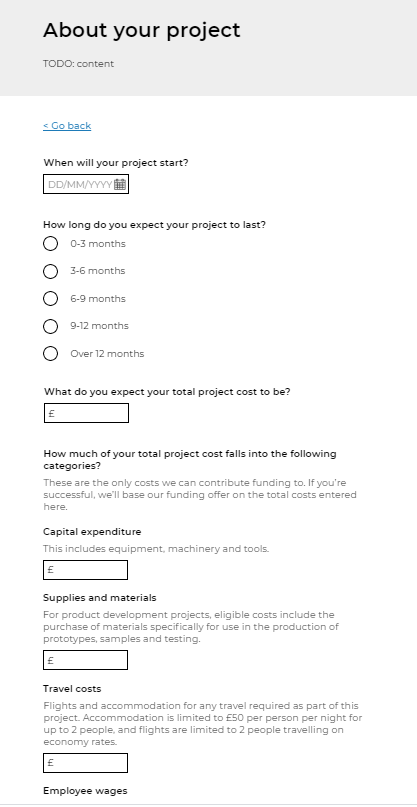 About your project
TODO: content
< Go back
When will your project start?
DD/MM/YYYY
How long do you expect your project to last?
0-3 months
3-6 months
6-9 months
9-12 months
Over 12 months
What do you expect your total project cost to be?
£
How much of your total project cost falls into the following
categories?
These are the only costs we can contribute funding to. If you're
successful, we'll base our funding offer on the total costs entered
here.
Capital expenditure
This includes equipment, machinery and tools.
£
Supplies and materials
For product development projects, eligible costs include the
purchase of materials specifically for use in the production of
prototypes, samples and testing.
£
Travel costs
Flights and accommodation for any travel required as part of this
project. Accommodation is limited to £50 per person per night for
up to 2 people, and flights are limited to 2 people travelling on
economy rates.
£
Employee wages